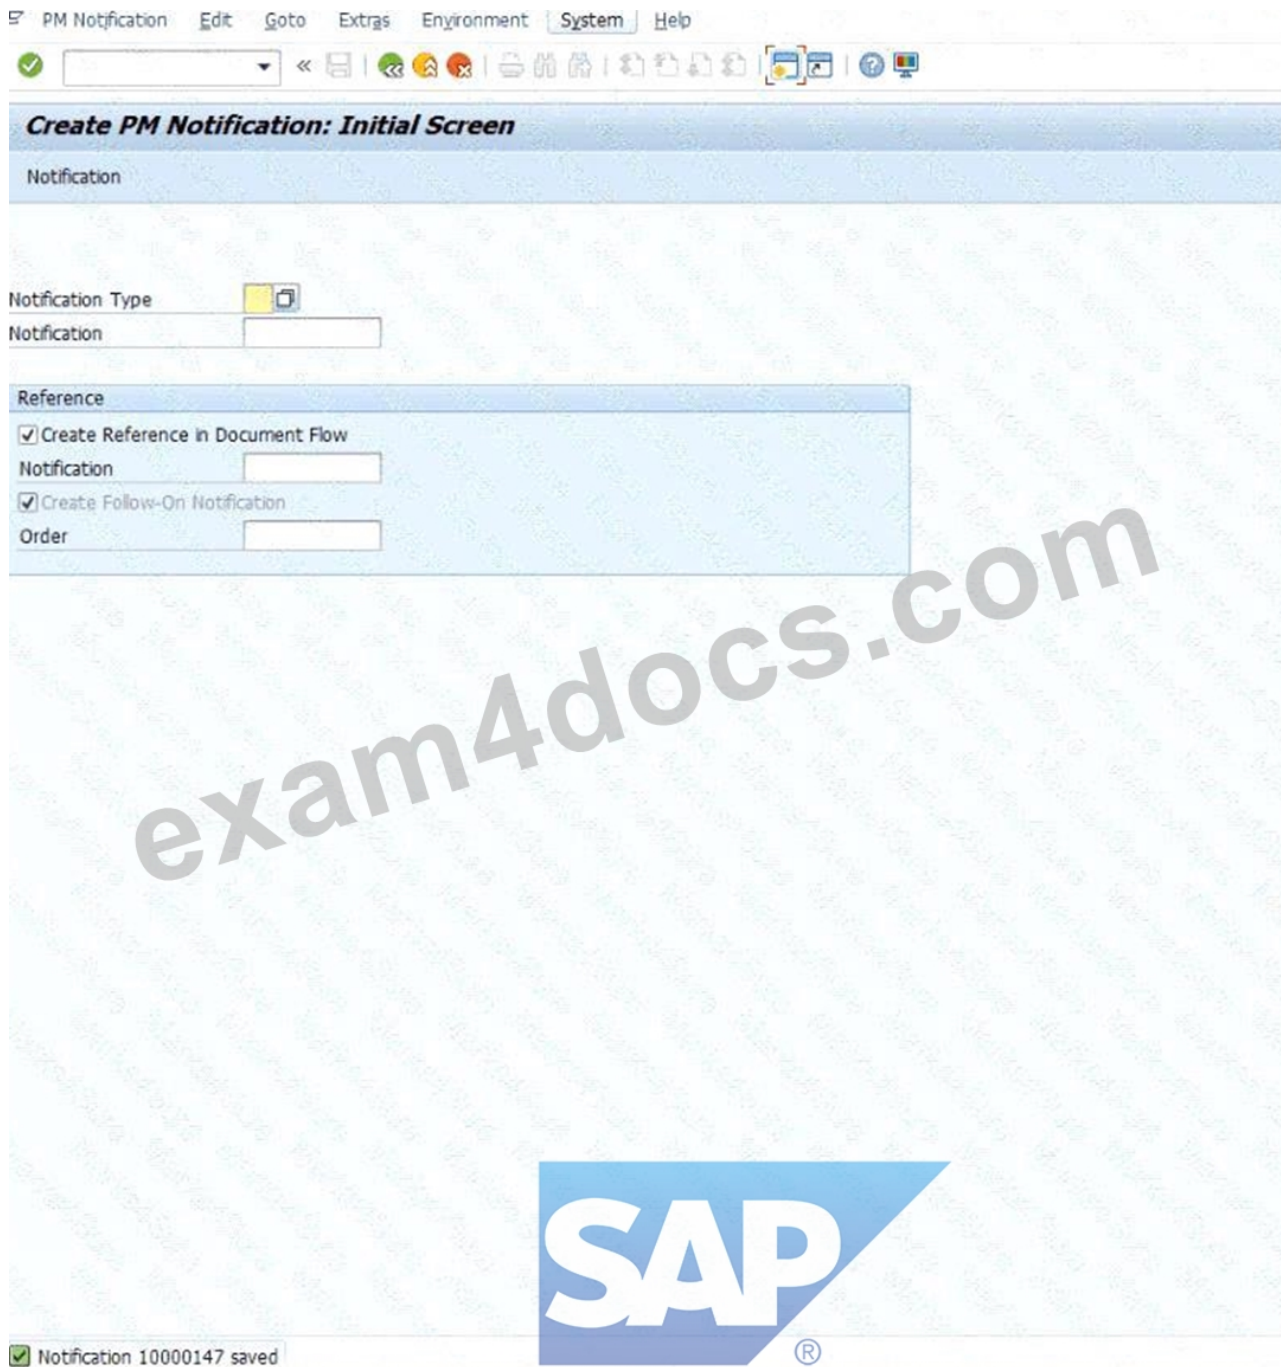 PM Notification Edit Goto Extras Environment System Help
Create PM Notification: Initial Screen
Notification
Notification Type
Notification
Reference
Create Reference in Document Flow
Notification
Create Follow-On Notification
Order
exam4docs.com
SAP
®
Notification 10000147 saved